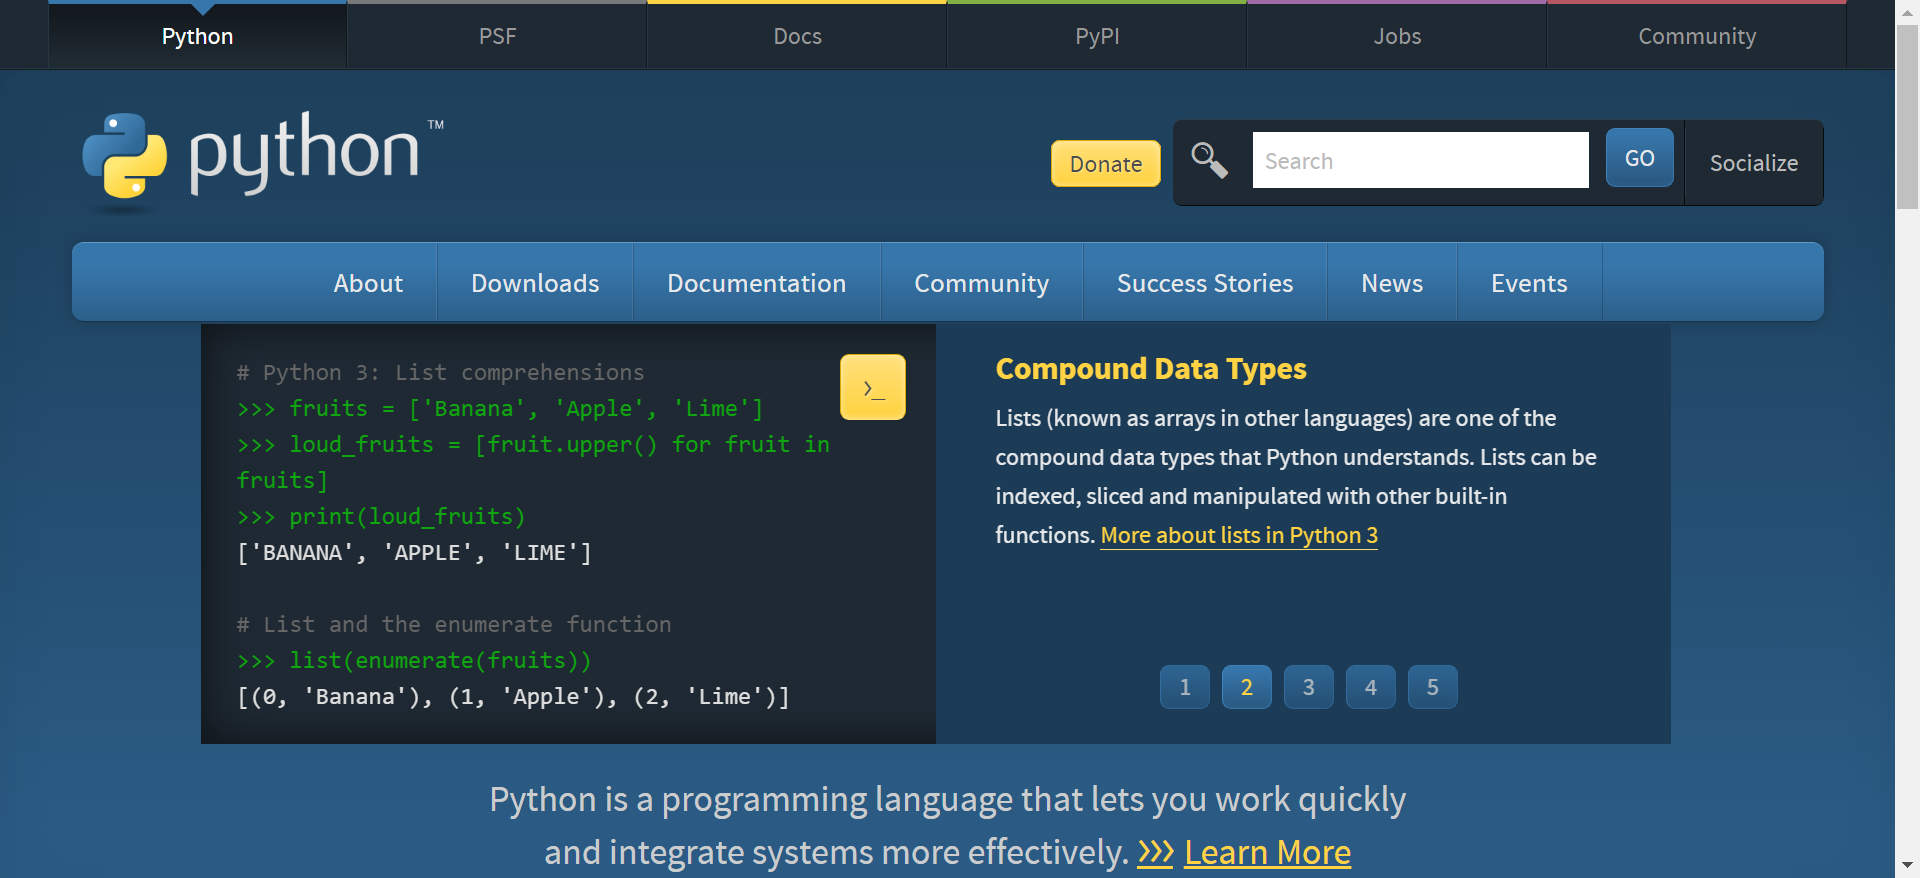 Python
PSF
Docs
PyPI
Jobs
Community
python™
Donate
Search
GO
Socialize
About
Downloads
Documentation
Community
Success Stories
News
Events
# Python 3: List comprehensions
>>> fruits = ['Banana', 'Apple', 'Lime']
>>> loud_fruits = [fruit.upper() for fruit in
fruits]
>>> print(loud_fruits)
['BANANA', 'APPLE', 'LIME']
# List and the enumerate function
>>> list(enumerate(fruits))
[(0, 'Banana'), (1, 'Apple'), (2, 'Lime')]
>_
Compound Data Types
Lists (known as arrays in other languages) are one of the
compound data types that Python understands. Lists can be
indexed, sliced and manipulated with other built-in
functions. More about lists in Python 3
1
2
3
4
5
Python is a programming language that lets you work quickly
and integrate systems more effectively. >>> Learn More